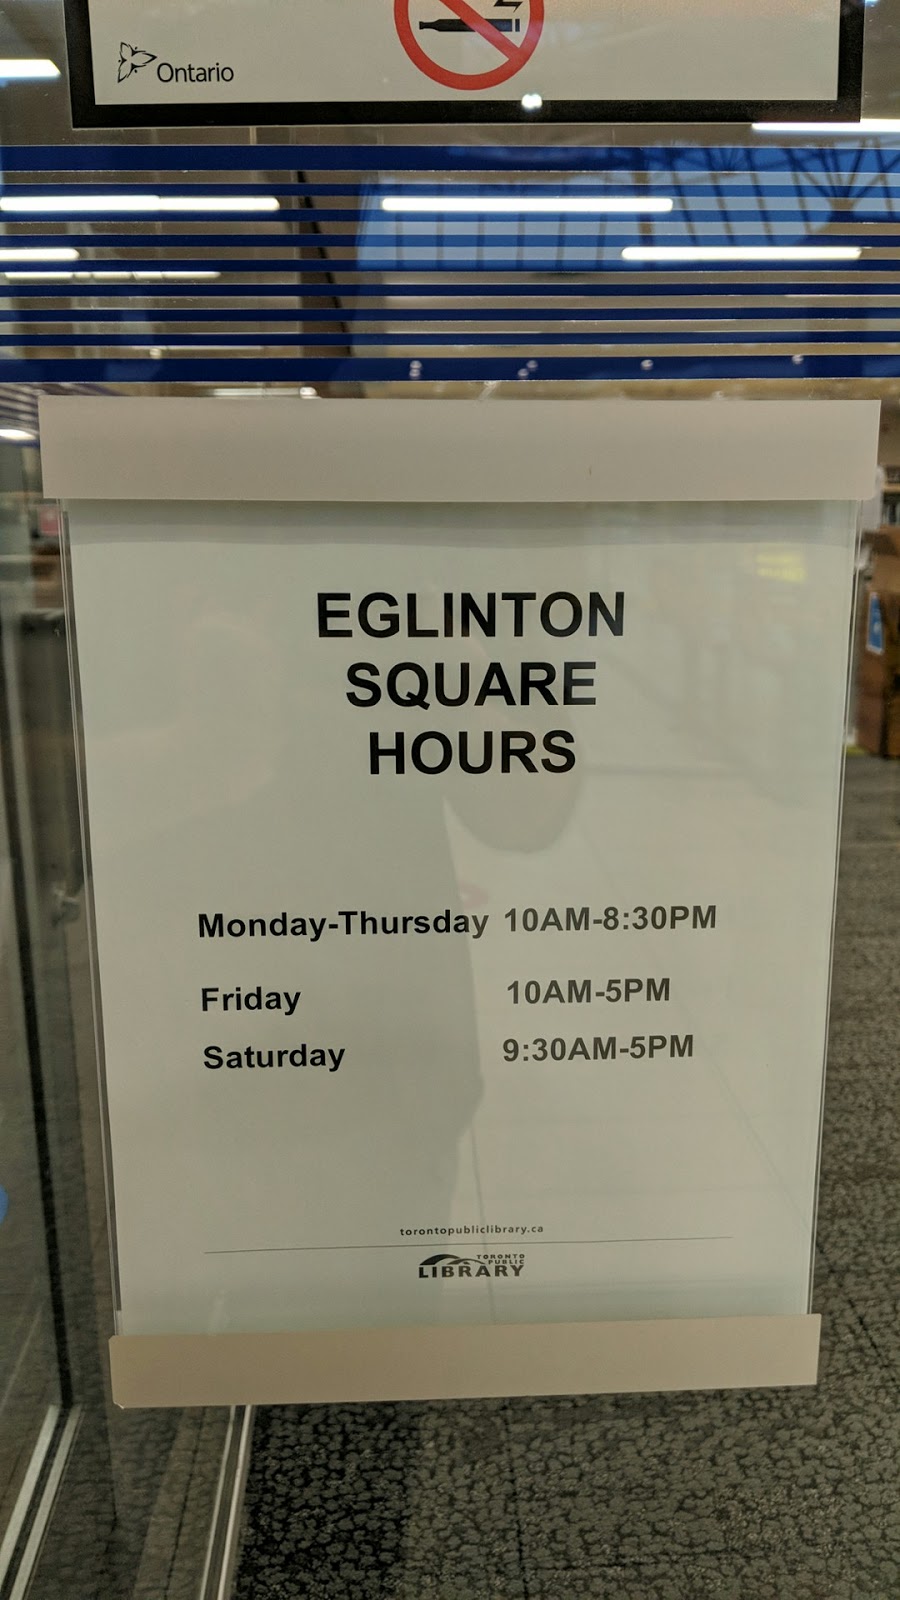 Ontario
EGLINTON
SQUARE
HOURS
Monday-Thursday 10AM-8:30PM
Friday 10AM-5PM
Saturday 9:30AM-5PM
torontopubliclibrary.ca
TORONTO
PUBLIC
LIBRARY